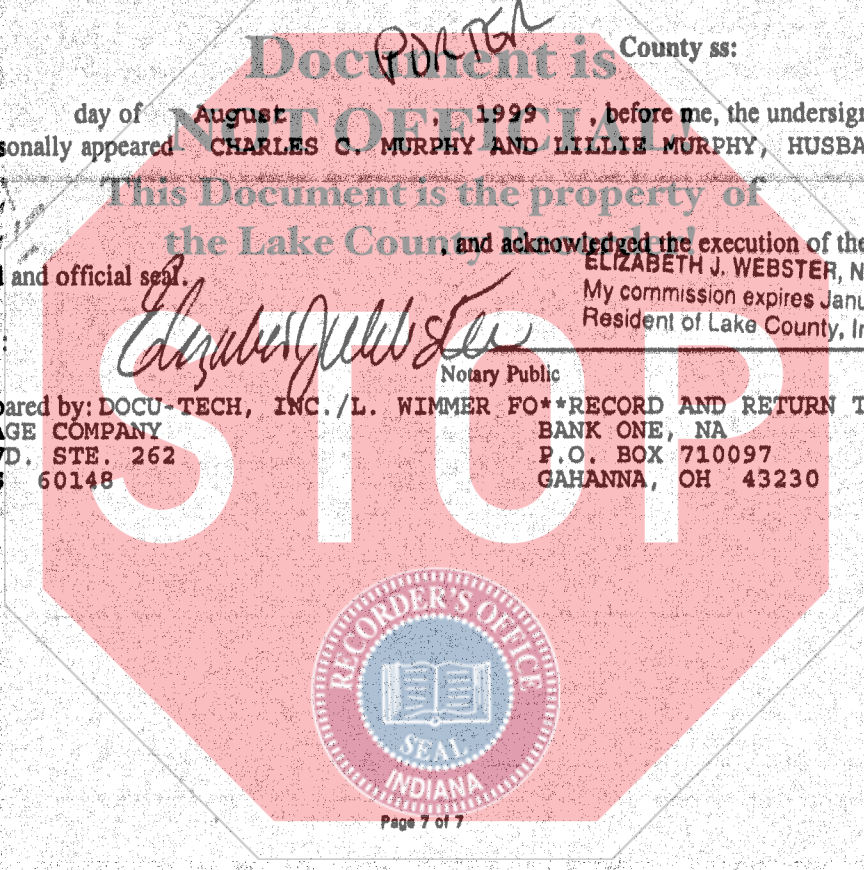 PORTER County ss:
Document is
day of August , 1999 , before me, the undersign
NOT OFFICIAL!
sonally appeared CHARLES C. MURPHY AND LILLIE MURPHY, HUSBA
This Document is the property of
the Lake County Recorder!
, and acknowledged the execution of the
l and official seal.
ELIZABETH J. WEBSTER, N
My commission expires Janu
Resident of Lake County, In
:
Elizabeth J Webster
Notary Public
pared by: DOCU-TECH, INC./L. WIMMER FO**RECORD AND RETURN T
AGE COMPANY BANK ONE, NA
D. STE. 262 P.O. BOX 710097
S 60148 GAHANNA, OH 43230
STOP
RECORDER'S OFFICE
SEAL
INDIANA
Page 7 of 7